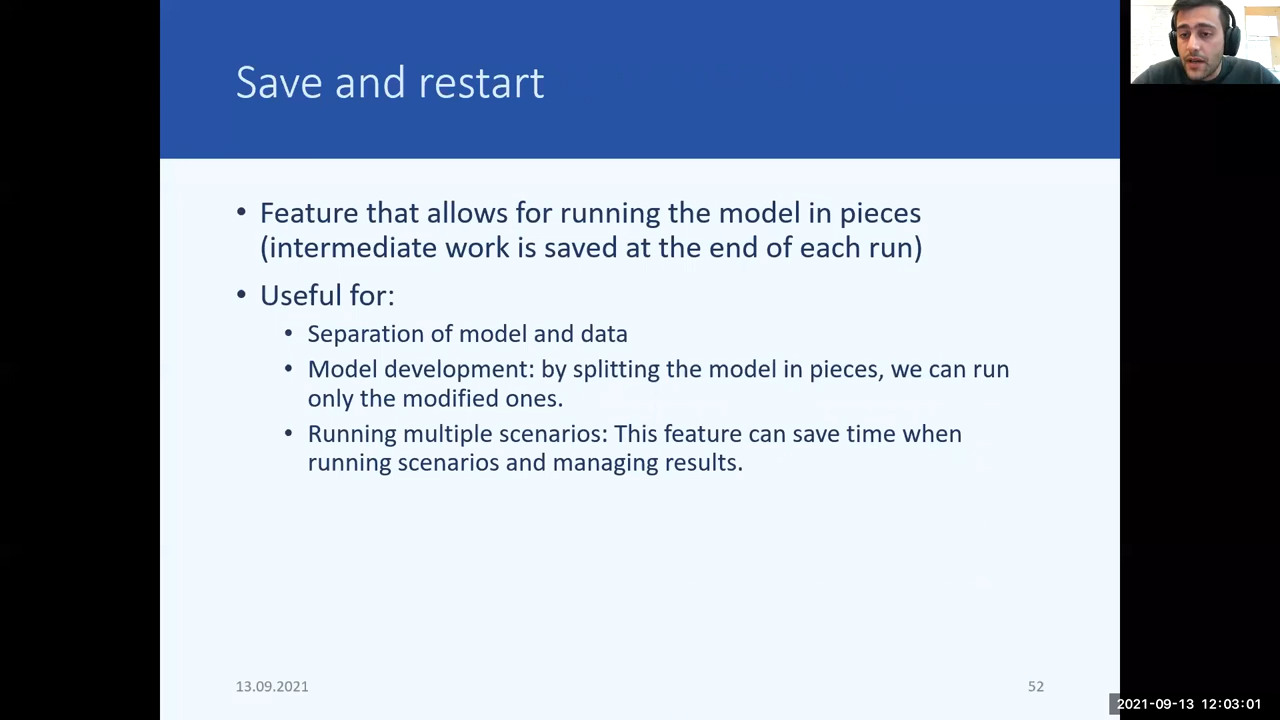 Save and restart
• Feature that allows for running the model in pieces
(intermediate work is saved at the end of each run)
• Useful for:
• Separation of model and data
• Model development: by splitting the model in pieces, we can run
only the modified ones.
• Running multiple scenarios: This feature can save time when
running scenarios and managing results.
13.09.2021
52
2021-09-13 12:03:01